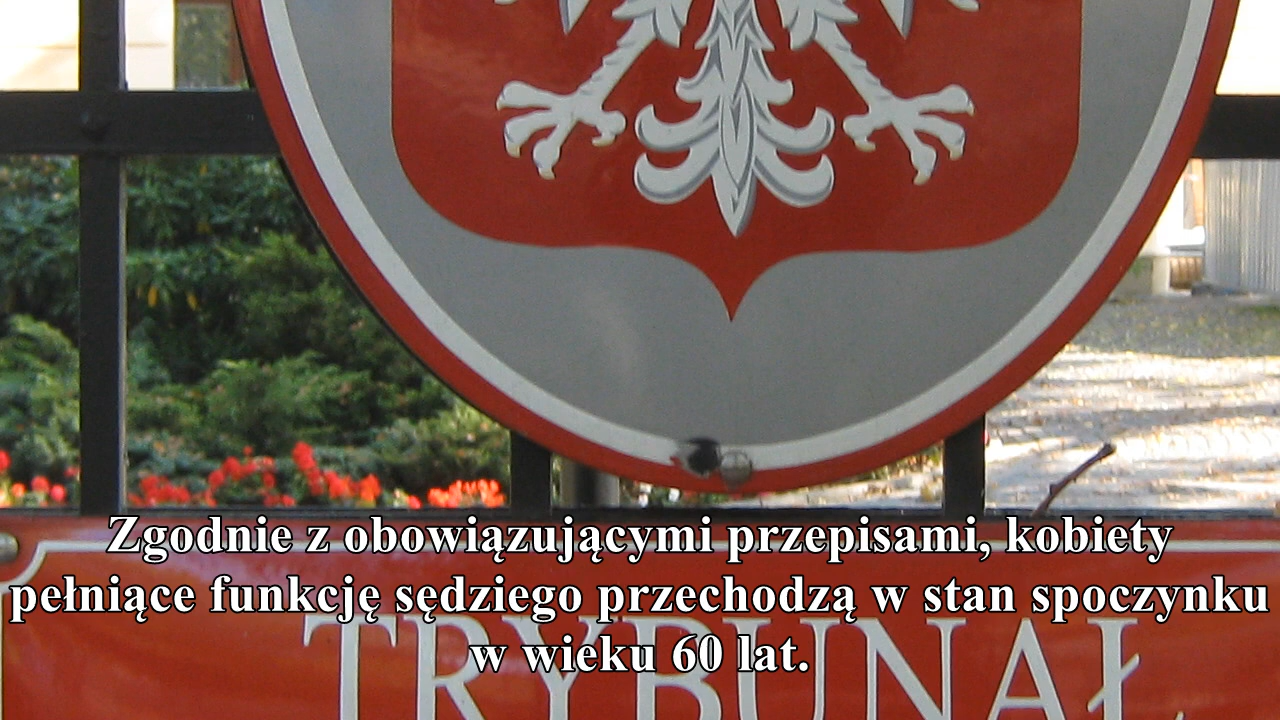 Zgodnie z obowiązującymi przepisami, kobiety
pełniące funkcję sędziego przechodzą w stan spoczynku
w wieku 60 lat.
TRYBUNAŁ